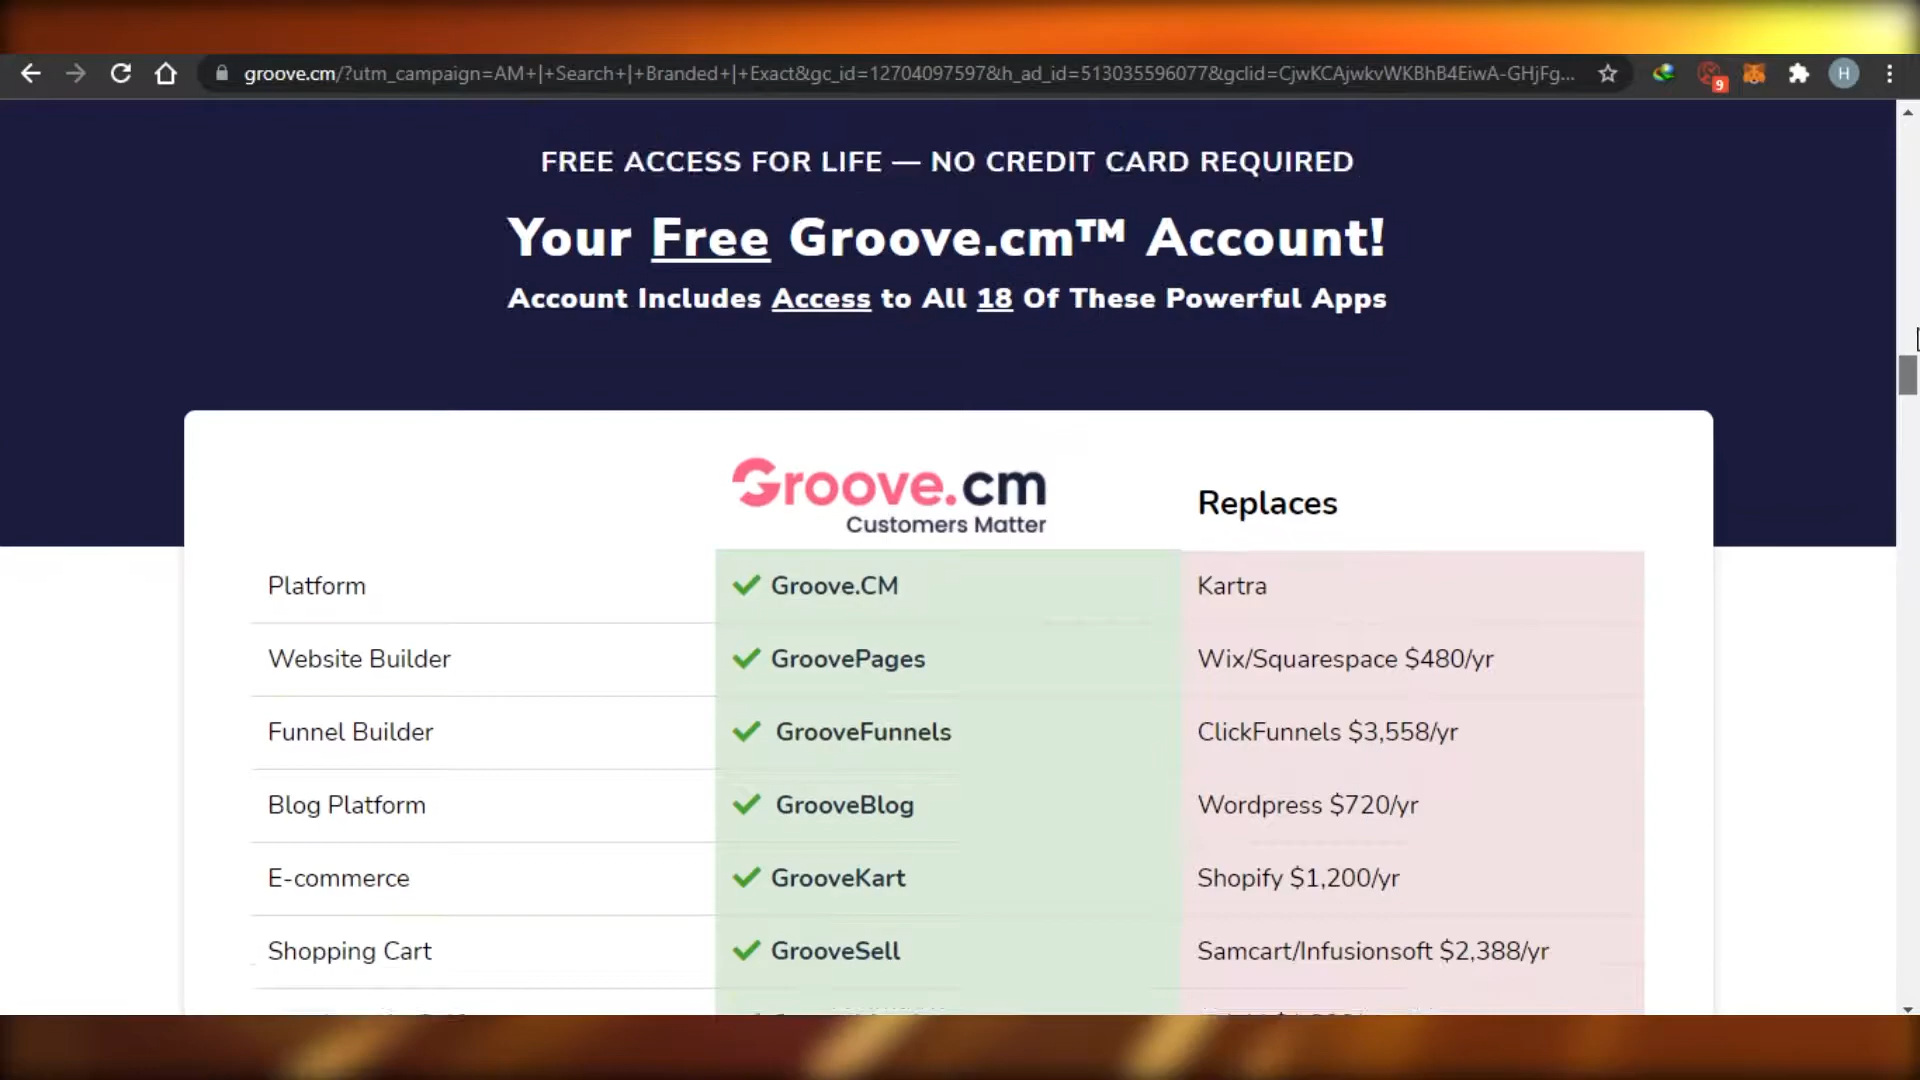 groove.cm/?utm_campaign=AM+|+Search+|+Branded+|+Exact&gc_id=12704097597&h_ad_id=513035596077&gclid=CjwKCAjwkvWKBhB4EiwA-GHjFg...
9
H
FREE ACCESS FOR LIFE — NO CREDIT CARD REQUIRED
Your Free Groove.cm™ Account!
Account Includes Access to All 18 Of These Powerful Apps
Groove.cm
Customers Matter
Replaces
Platform
Groove.CM
Kartra
Website Builder
GroovePages
Wix/Squarespace $480/yr
Funnel Builder
GrooveFunnels
ClickFunnels $3,558/yr
Blog Platform
GrooveBlog
Wordpress $720/yr
E-commerce
GrooveKart
Shopify $1,200/yr
Shopping Cart
GrooveSell
Samcart/Infusionsoft $2,388/yr